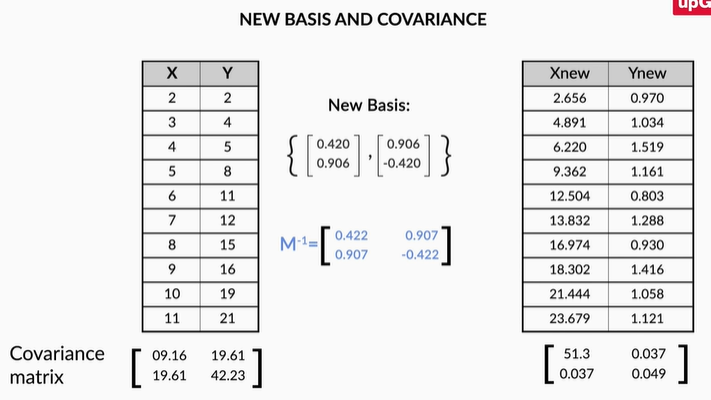 upG
NEW BASIS AND COVARIANCE
X Y
2 2
3 4
4 5
5 8
6 11
7 12
8 15
9 16
10 19
11 21
New Basis:
{ [ 0.420 0.906 ] , [ 0.906 -0.420 ] }
M⁻¹= [ 0.422 0.907
0.907 -0.422 ]
Xnew Ynew
2.656 0.970
4.891 1.034
6.220 1.519
9.362 1.161
12.504 0.803
13.832 1.288
16.974 0.930
18.302 1.416
21.444 1.058
23.679 1.121
Covariance
matrix
[ 09.16 19.61
19.61 42.23 ]
[ 51.3 0.037
0.037 0.049 ]